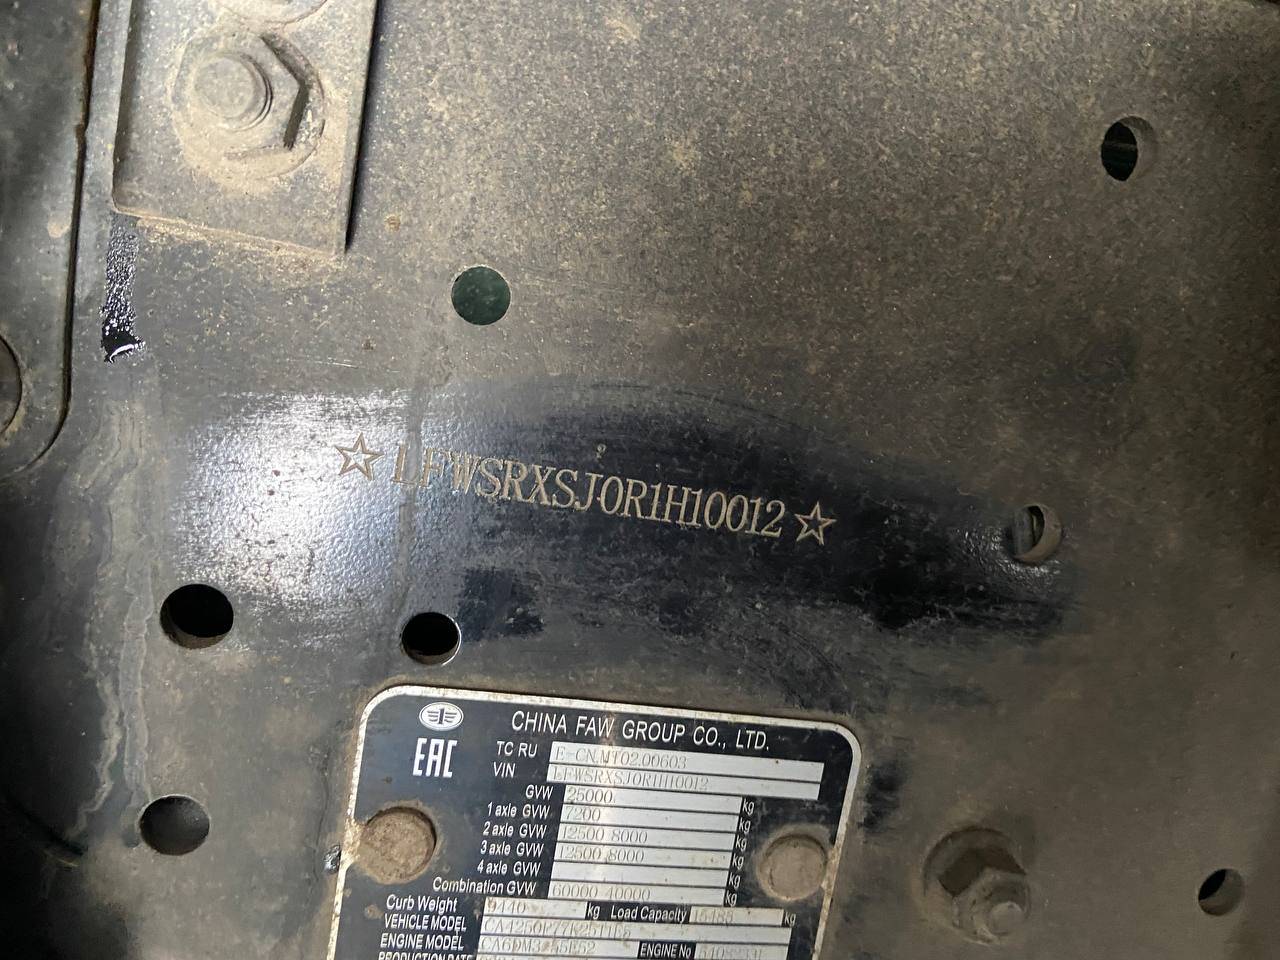 ☆LFWSRXSJ0R1H10012☆
CHINA FAW GROUP CO., LTD.
EAC
TC RU E-CN.MT02.00603
VIN LFWSRXSJ0R1H10012
GVW 25000 kg
1 axle GVW 7200 kg
2 axle GVW 12500 8000 kg
3 axle GVW 12500 8000 kg
4 axle GVW kg
Combination GVW 60000 40000 kg
Curb Weight 9440 kg Load Capacity 15485 kg
VEHICLE MODEL
ENGINE MODEL ENGINE No
PRODUCTION DATE